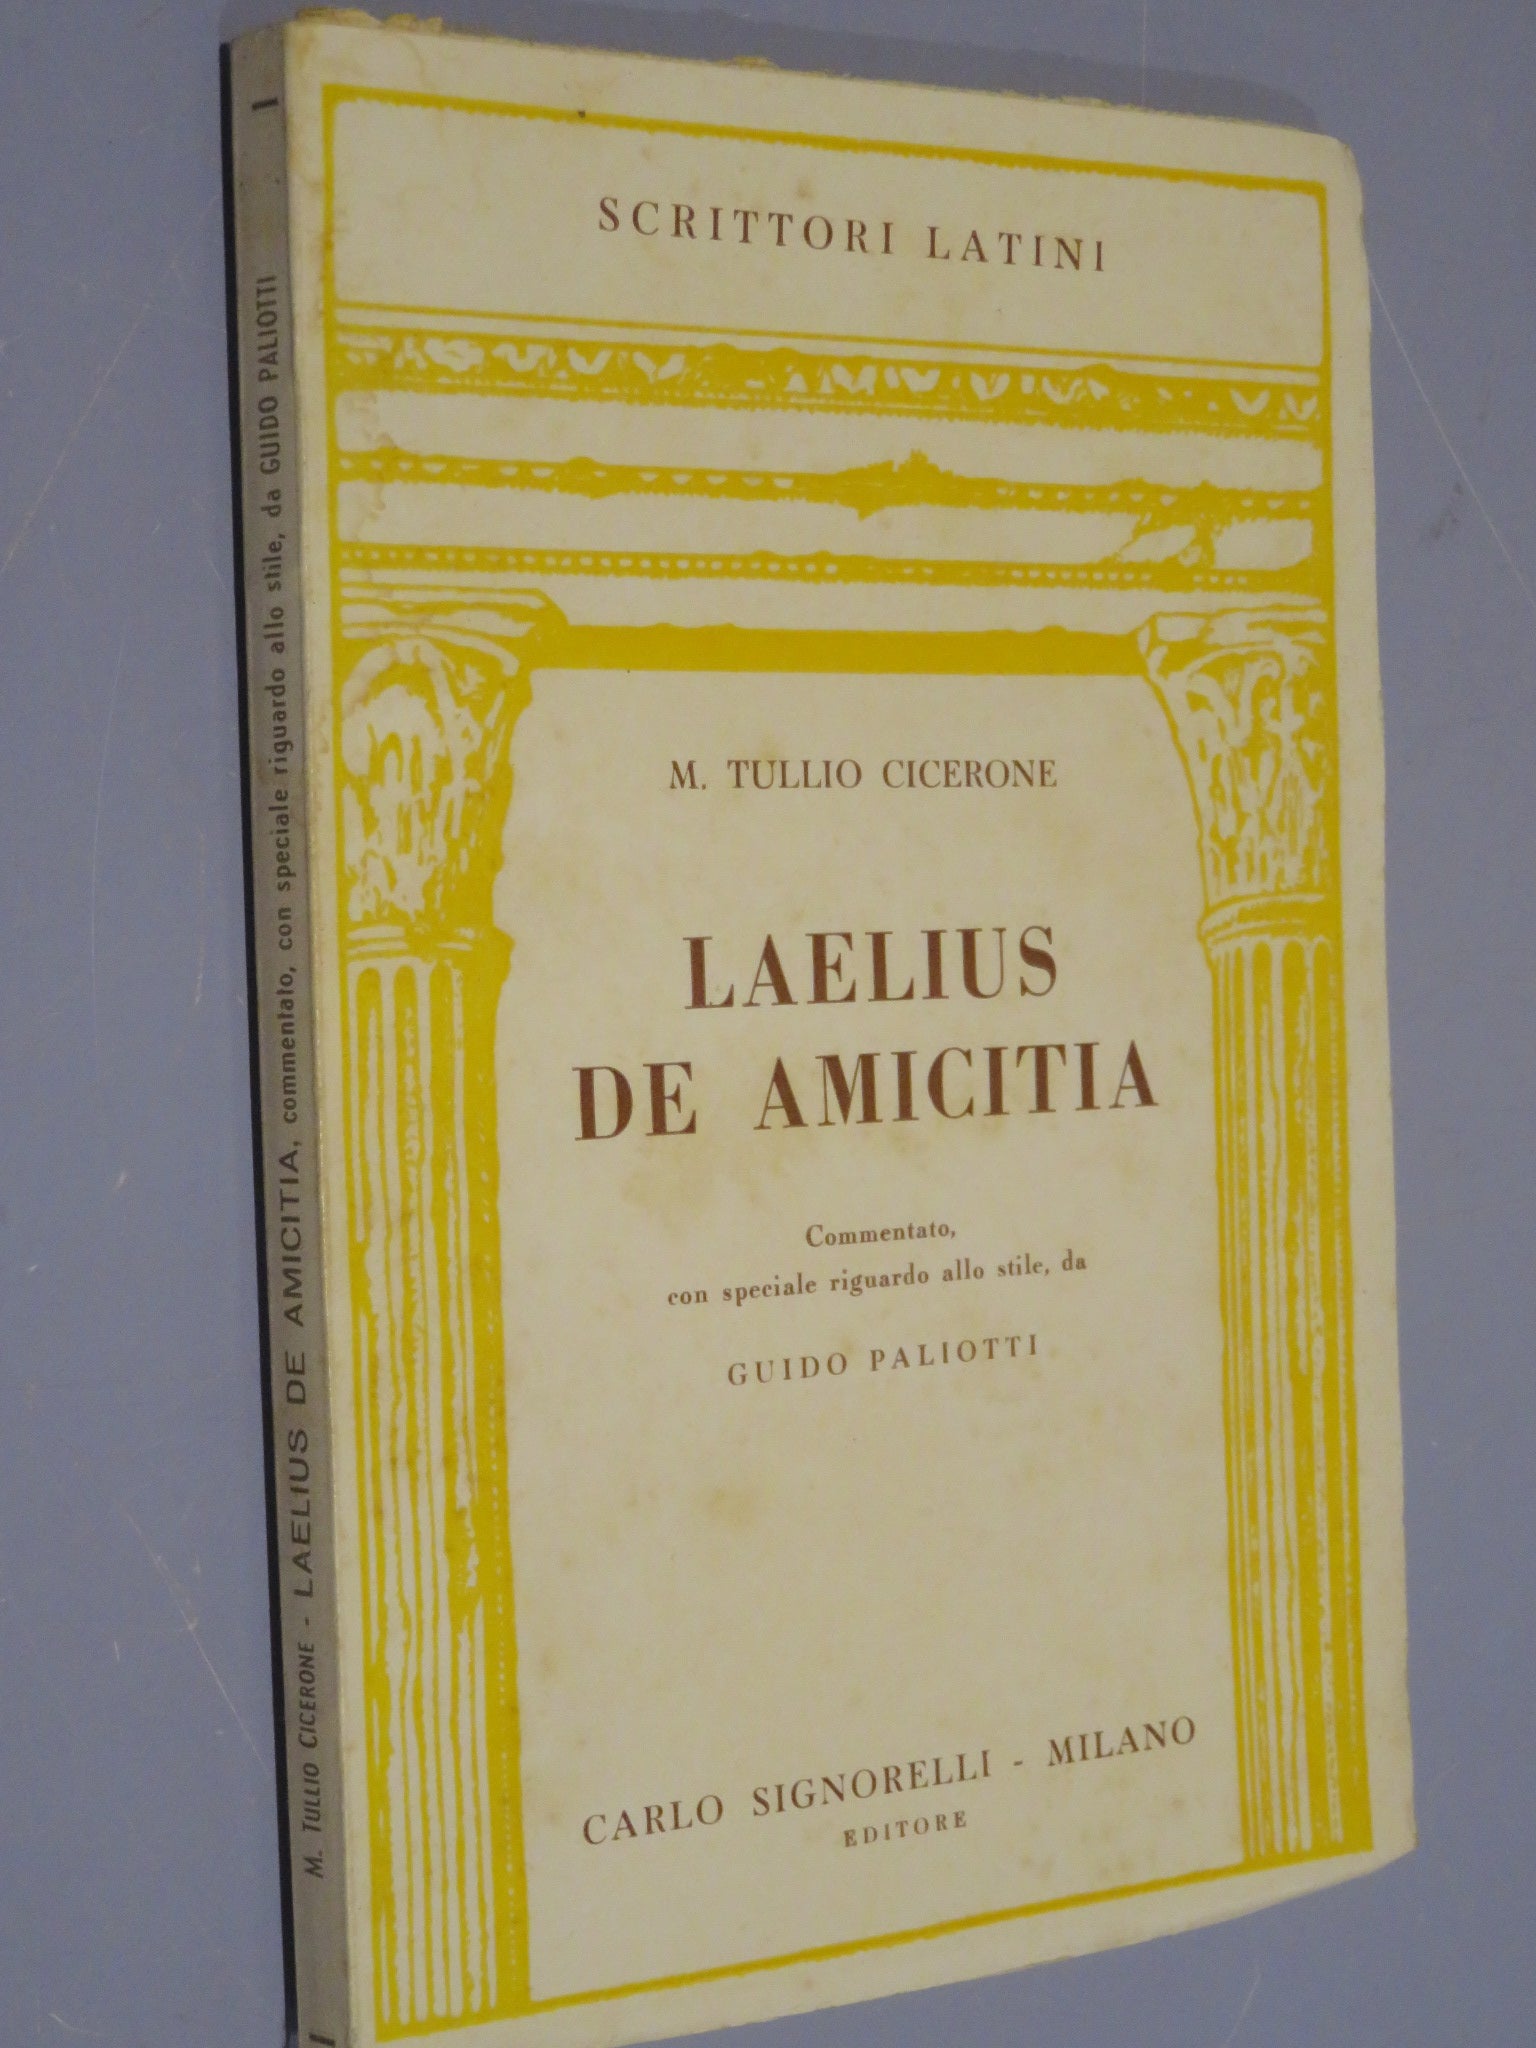 SCRITTORI LATINI
M. TULLIO CICERONE
LAELIUS
DE AMICITIA
Commentato,
con speciale riguardo allo stile, da
GUIDO PALIOTTI
CARLO SIGNORELLI - MILANO
EDITORE
M. TULLIO CICERONE - LAELIUS DE AMICITIA, commentato, con speciale riguardo allo stile, da GUIDO PALIOTTI